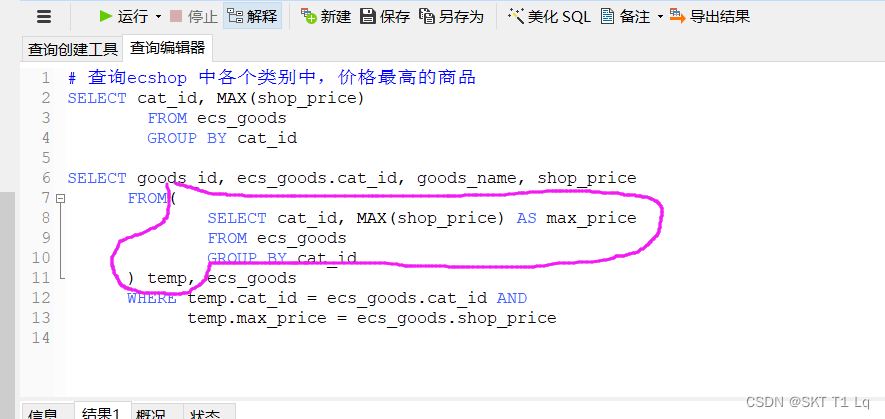 运行 停止 解释 新建 保存 另存为 美化 SQL 备注 导出结果
查询创建工具 查询编辑器
1 # 查询ecshop 中各个类别中，价格最高的商品
2 SELECT cat_id, MAX(shop_price)
3 FROM ecs_goods
4 GROUP BY cat_id
5
6 SELECT goods_id, ecs_goods.cat_id, goods_name, shop_price
7 FROM(
8 SELECT cat_id, MAX(shop_price) AS max_price
9 FROM ecs_goods
10 GROUP BY cat_id
11 ) temp, ecs_goods
12 WHERE temp.cat_id = ecs_goods.cat_id AND
13 temp.max_price = ecs_goods.shop_price
14
信息 结果1 概况 状态
CSDN @SKT T1 Lq